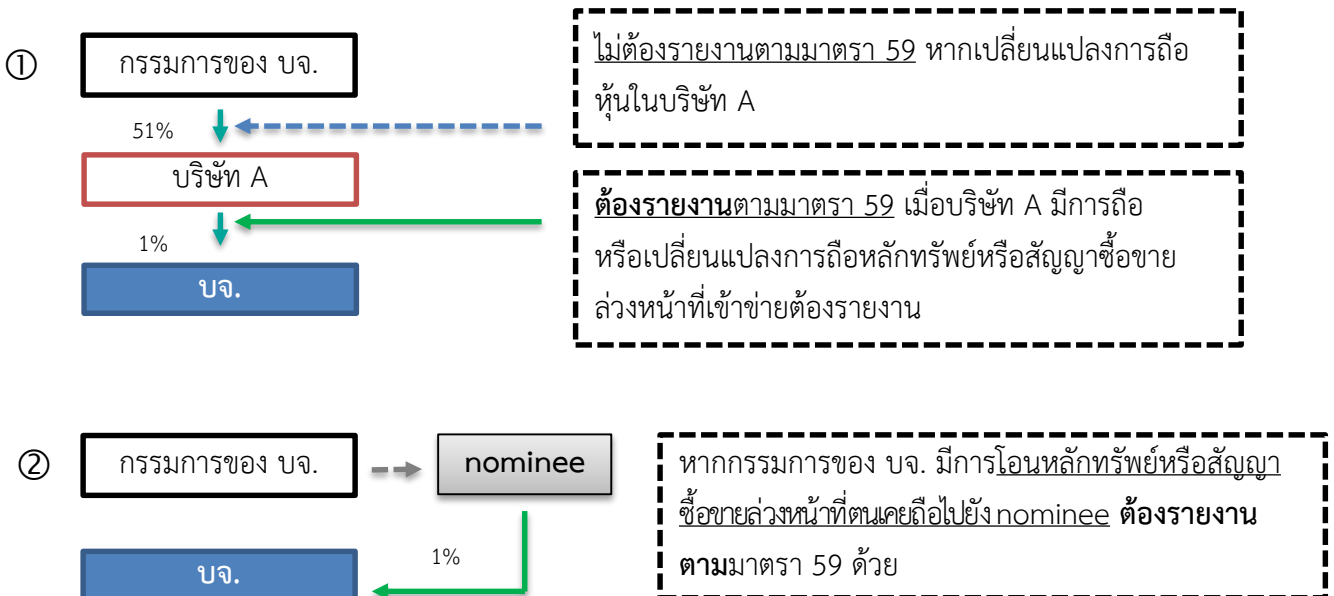 ①
กรรมการของ บจ.
51%
บริษัท A
1%
บจ.
ไม่ต้องรายงานตามมาตรา 59 หากเปลี่ยนแปลงการถือ
หุ้นในบริษัท A
ต้องรายงานตามมาตรา 59 เมื่อบริษัท A มีการถือ
หรือเปลี่ยนแปลงการถือหลักทรัพย์หรือสัญญาซื้อขาย
ล่วงหน้าที่เข้าข่ายต้องรายงาน
②
กรรมการของ บจ.
nominee
1%
บจ.
หากกรรมการของ บจ. มีการโอนหลักทรัพย์หรือสัญญา
ซื้อขายล่วงหน้าที่ตนเคยถือไปยัง nominee ต้องรายงาน
ตามมาตรา 59 ด้วย